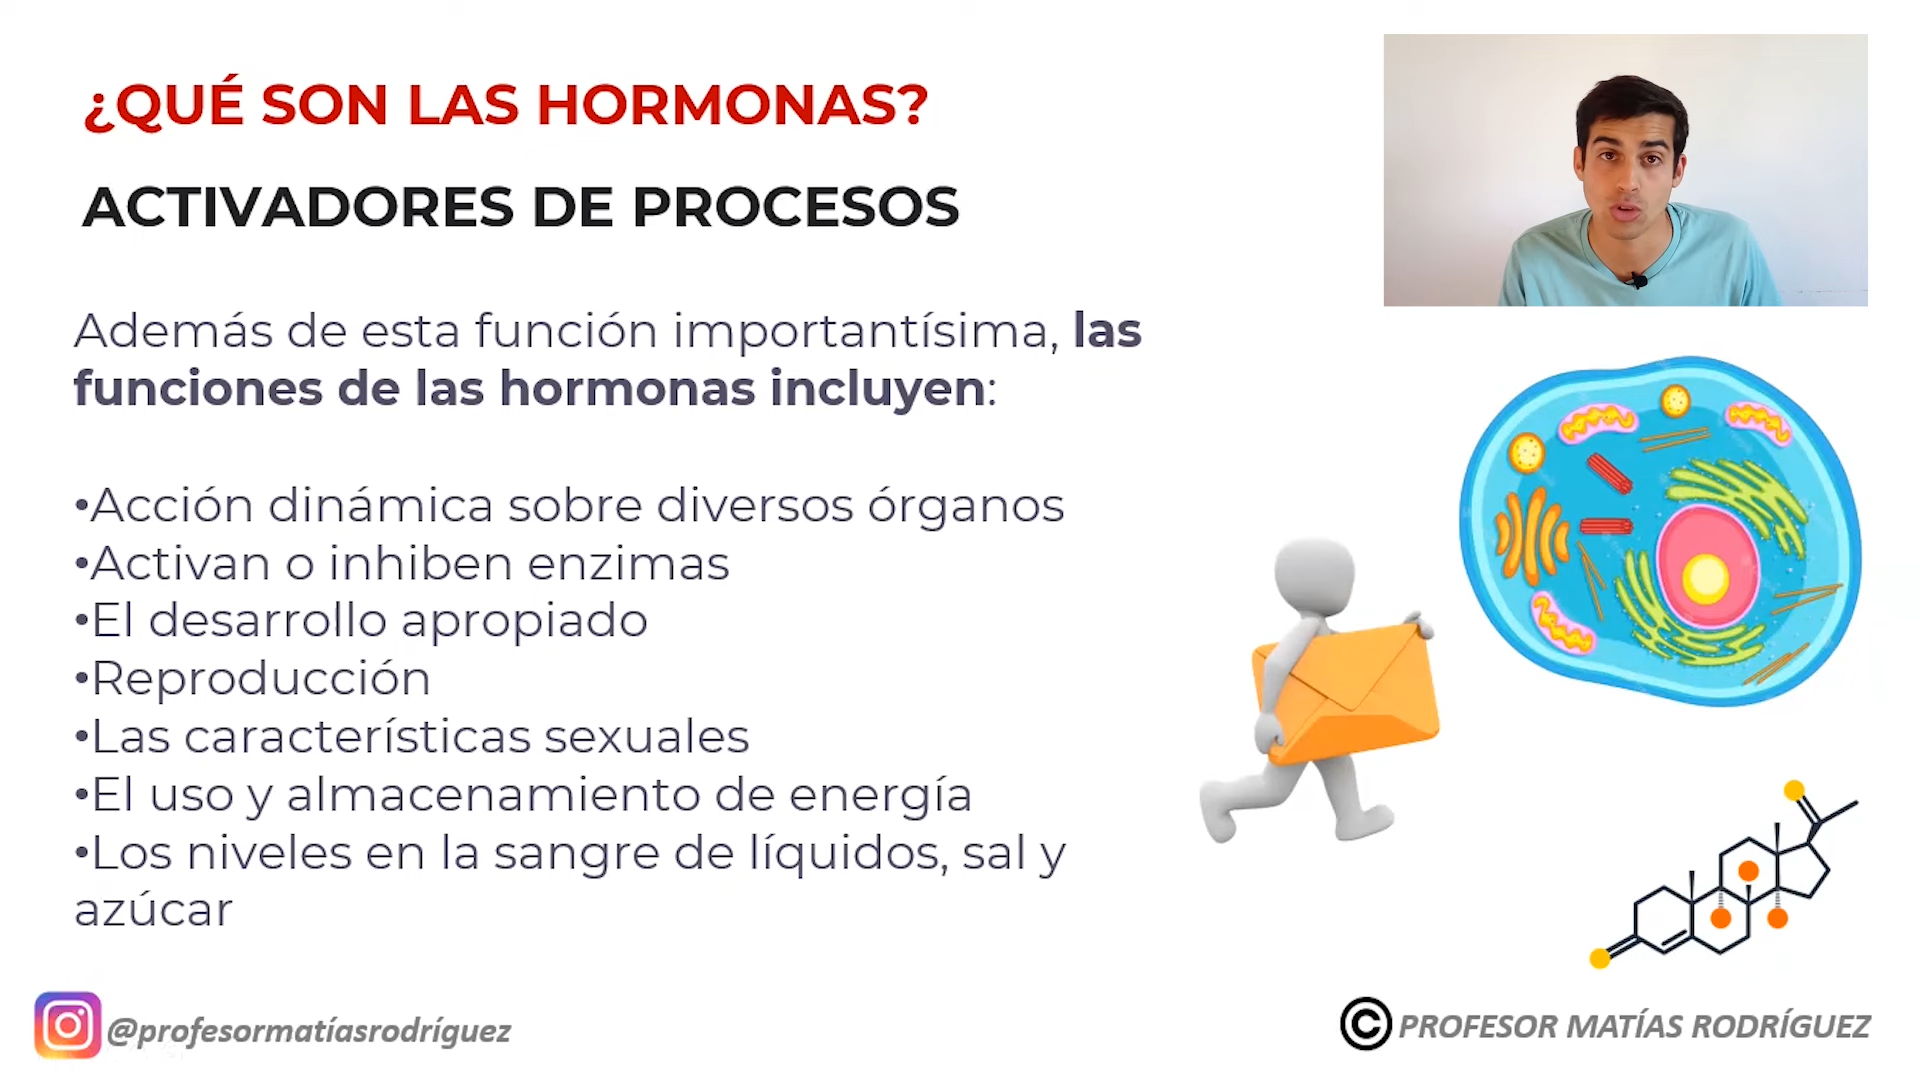 ¿QUÉ SON LAS HORMONAS?
ACTIVADORES DE PROCESOS
Además de esta función importantísima, las
funciones de las hormonas incluyen:
•Acción dinámica sobre diversos órganos
•Activan o inhiben enzimas
•El desarrollo apropiado
•Reproducción
•Las características sexuales
•El uso y almacenamiento de energía
•Los niveles en la sangre de líquidos, sal y
azúcar
@profesormatíasrodríguez
© PROFESOR MATÍAS RODRÍGUEZ